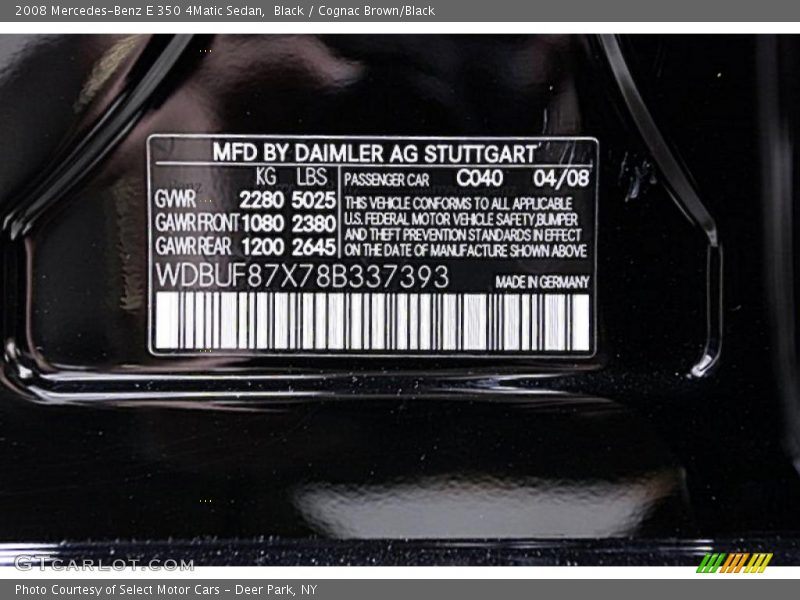 2008 Mercedes-Benz E 350 4Matic Sedan, Black / Cognac Brown/Black
MFD BY DAIMLER AG STUTTGART
KG LBS
GVWR 2280 5025
GAWR FRONT 1080 2380
GAWR REAR 1200 2645
PASSENGER CAR C040 04/08
THIS VEHICLE CONFORMS TO ALL APPLICABLE
U.S. FEDERAL MOTOR VEHICLE SAFETY,BUMPER
AND THEFT PREVENTION STANDARDS IN EFFECT
ON THE DATE OF MANUFACTURE SHOWN ABOVE
WDBUF87X78B337393
MADE IN GERMANY
GTCARLOT.COM
Photo Courtesy of Select Motor Cars - Deer Park, NY